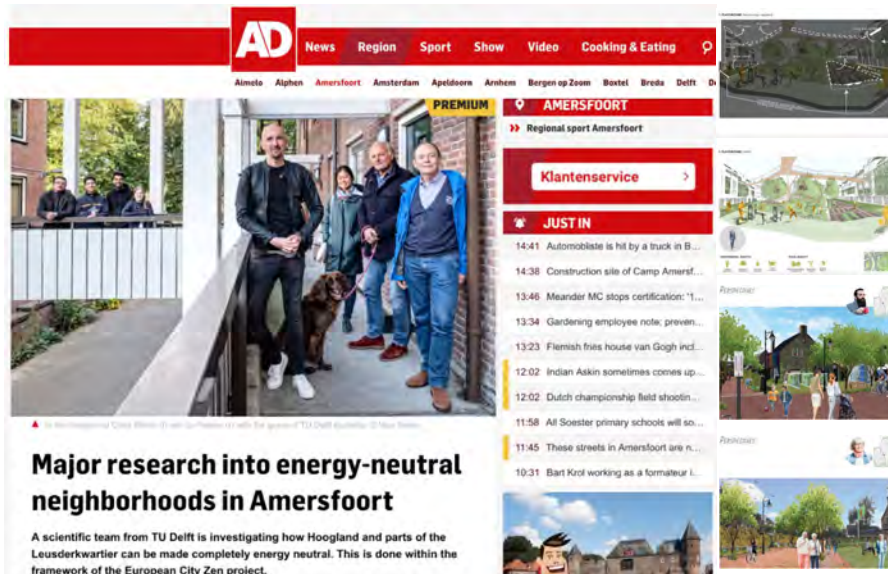 AD
News Region Sport Show Video Cooking & Eating
Almelo Alphen Amersfoort Amsterdam Apeldoorn Arnhem Bergen op Zoom Boxtel Breda Delft
PREMIUM
AMERSFOORT
Regional sport Amersfoort
Klantenservice
JUST IN
14:41 Automobliste is hit by a truck in B...
14:38 Construction site of Camp Amersf...
13:46 Meander MC stops certification: "1...
13:34 Gardening employee note; preven...
13:23 Flemish fries house van Gogh incl...
12:02 Indian Askin sometimes comes up...
12:02 Dutch championship field shootin...
11:58 All Soester primary schools will so...
11:45 These streets in Amersfoort are n...
10:31 Bart Krol working as a formateur i...
Major research into energy-neutral
neighborhoods in Amersfoort
A scientific team from TU Delft is investigating how Hoogland and parts of the
Leusderkwartier can be made completely energy neutral. This is done within the
framework of the European City Zen project.
Perspectives
Perspectives